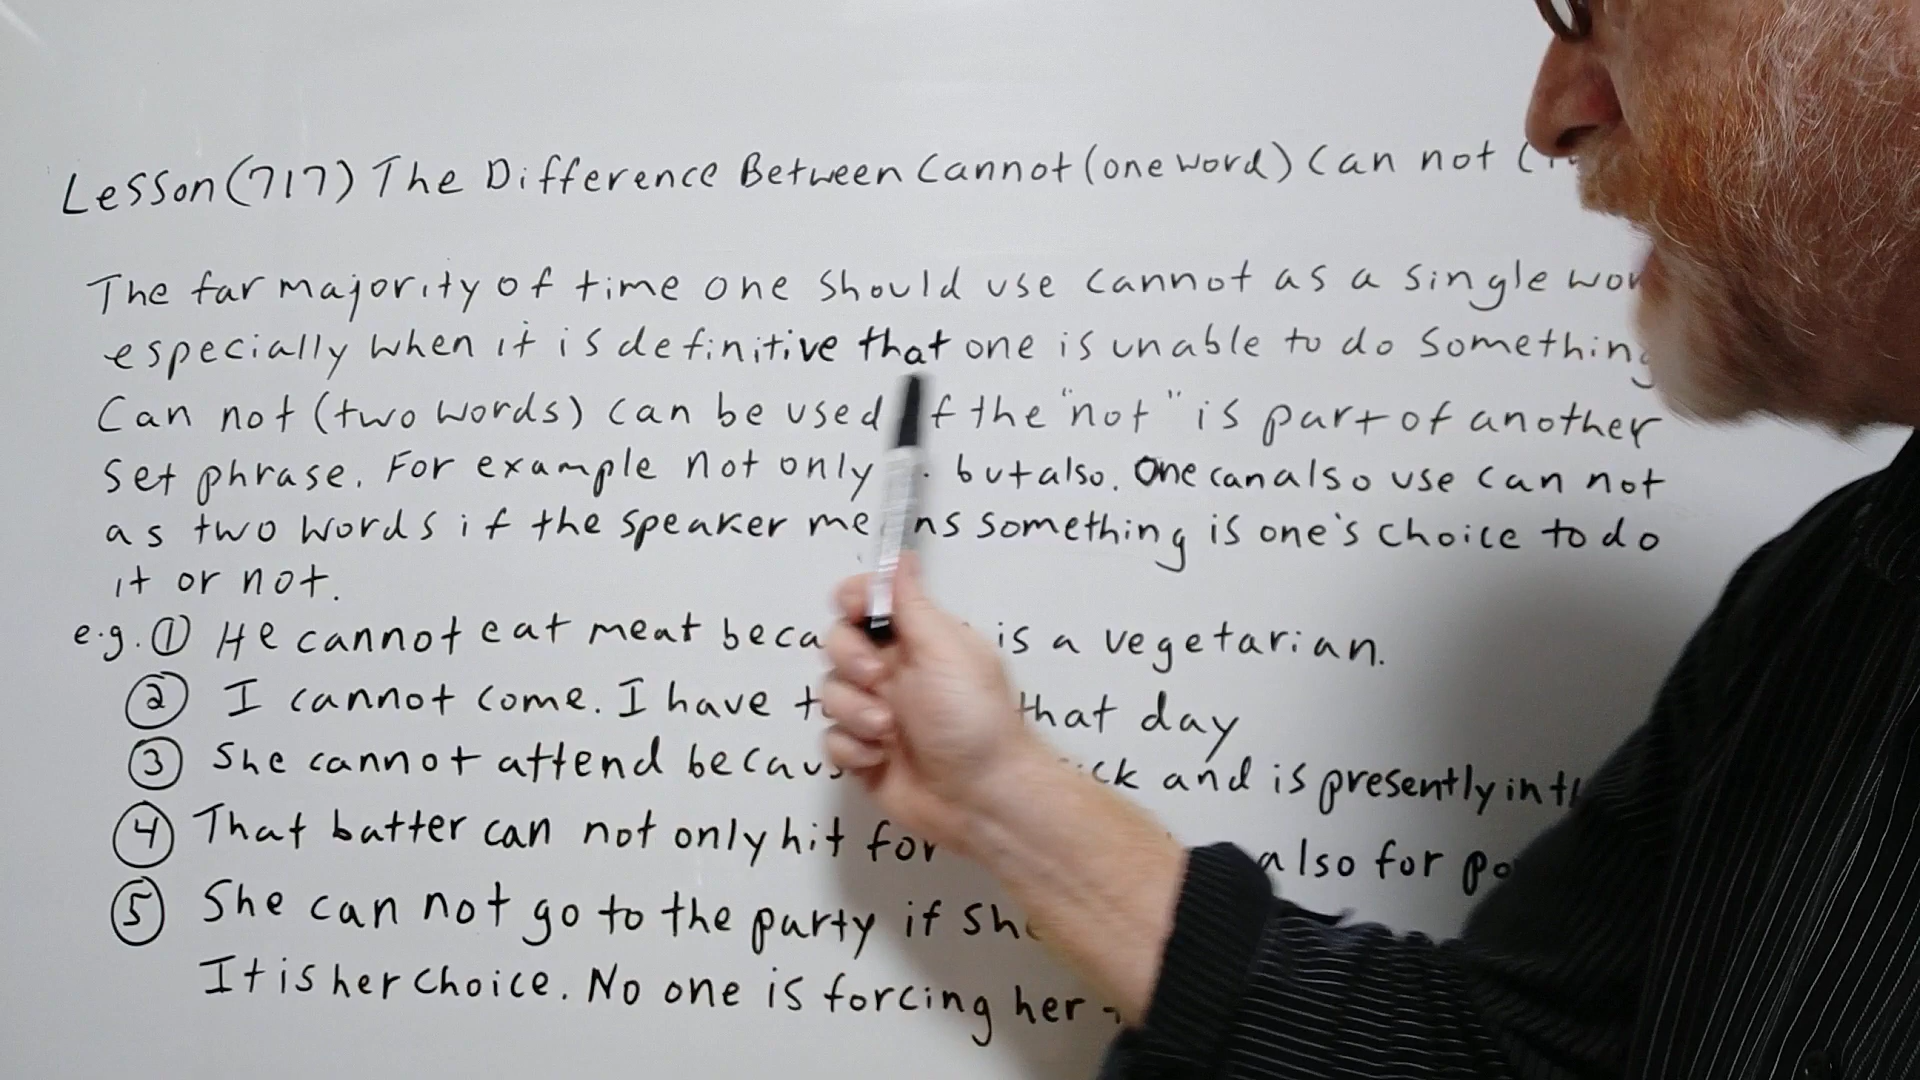 Lesson (717) The Difference Between Cannot (one word) Can not (
The far majority of time one should use cannot as a single
especially when it is definitive that one is unable to do something
Can not (two words) can be used if the "not" is part of another
set phrase. For example not only but also. One can also use can not
as two words if the speaker means something is one's choice to do
it or not.
e.g. ① He cannot eat meat is a vegetarian.
② I cannot come. I have that day
③ She cannot attend and is presently in
④ That batter can not only hit for also for
⑤ She can not go to the party if
It is her choice. No one is forcing her